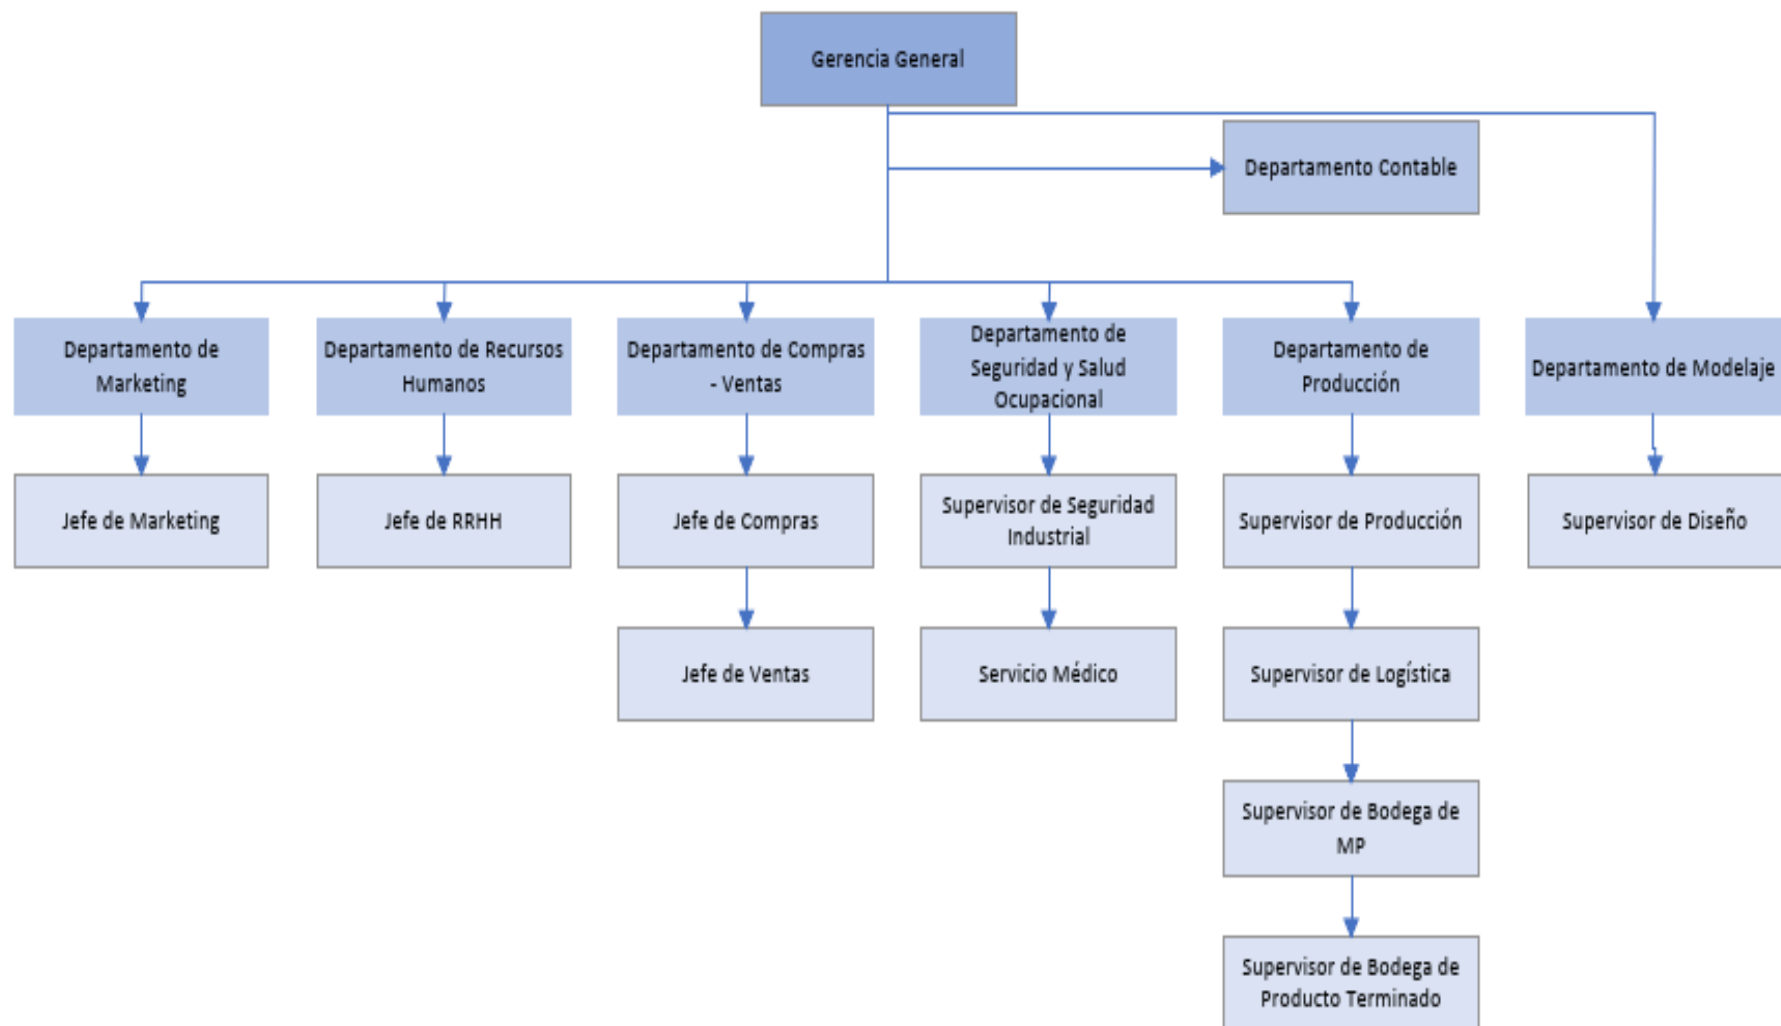 Gerencia General
Departamento Contable
Departamento de
Marketing
Departamento de Recursos
Humanos
Departamento de Compras
- Ventas
Departamento de
Seguridad y Salud
Ocupacional
Departamento de
Producción
Departamento de Modelaje
Jefe de Marketing
Jefe de RRHH
Jefe de Compras
Supervisor de Seguridad
Industrial
Supervisor de Producción
Supervisor de Diseño
Jefe de Ventas
Servicio Médico
Supervisor de Logística
Supervisor de Bodega de
MP
Supervisor de Bodega de
Producto Terminado